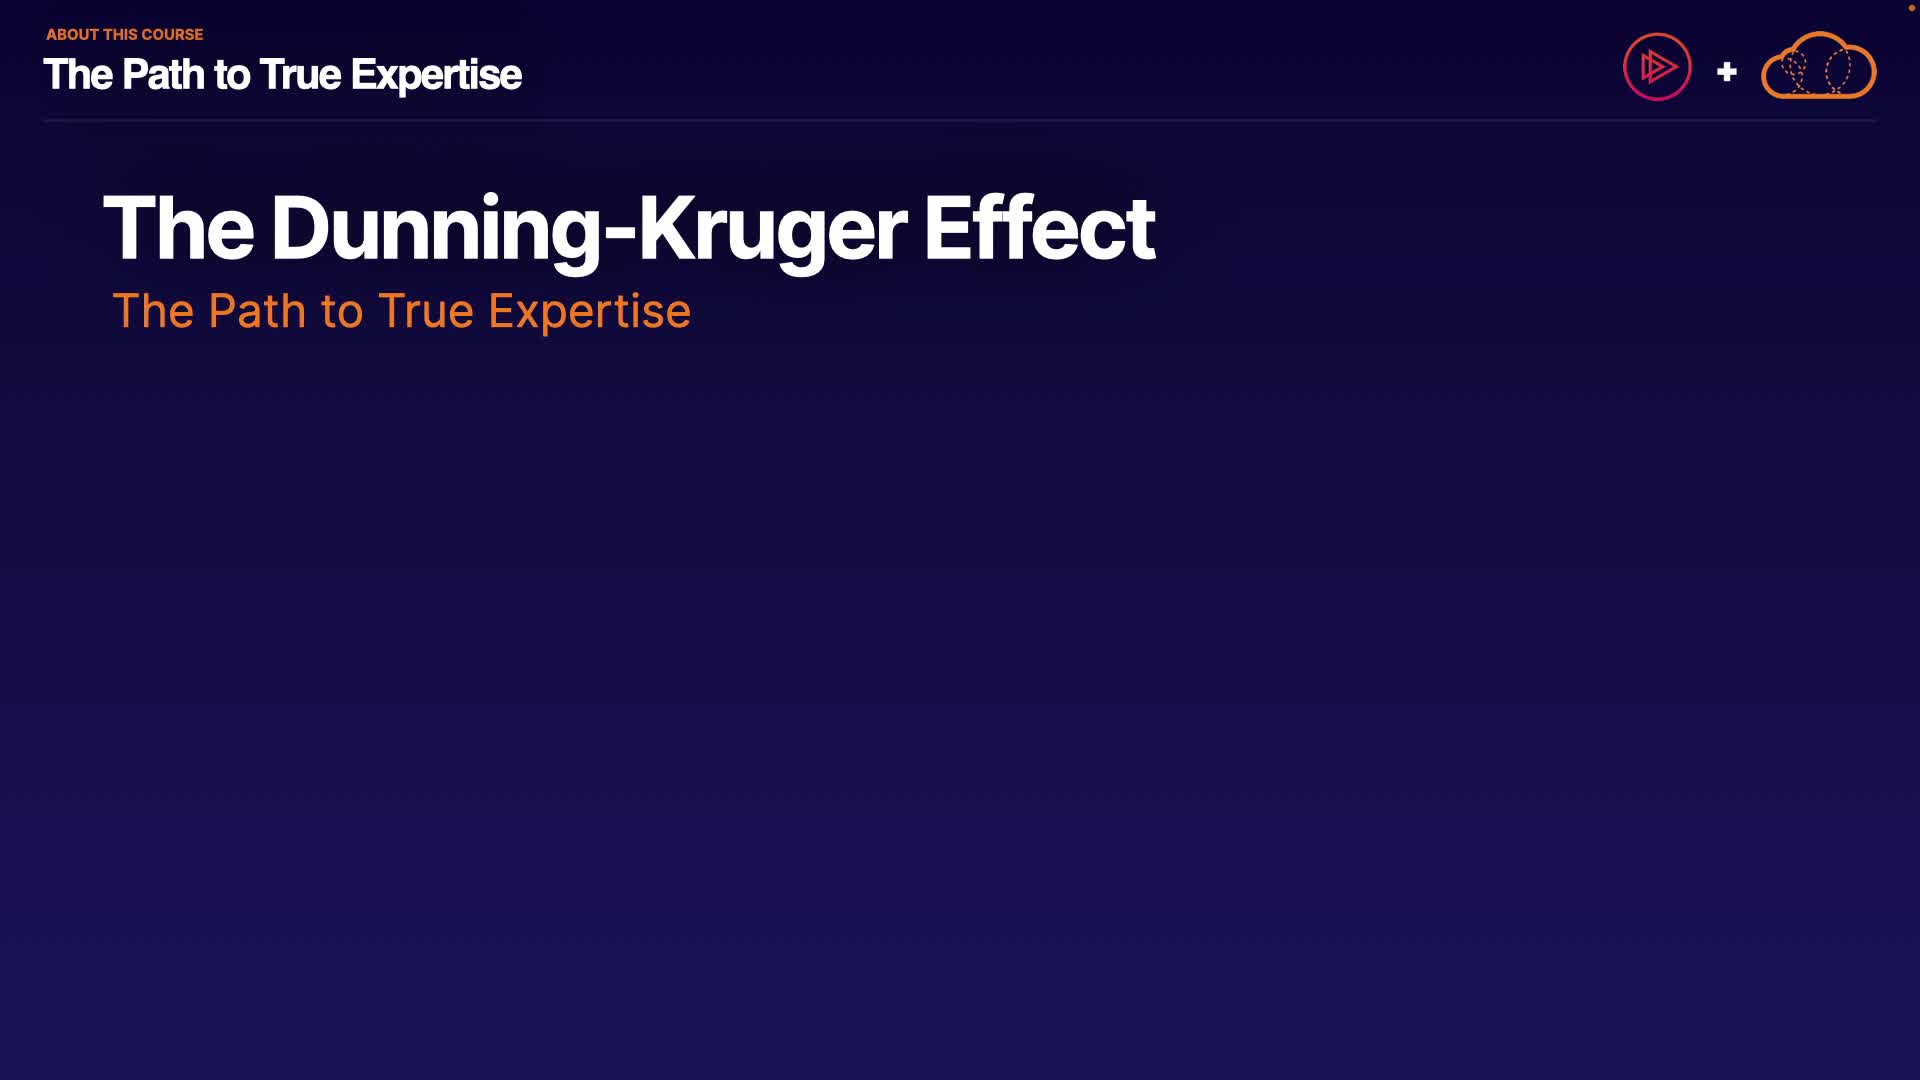 ABOUT THIS COURSE
The Path to True Expertise
+
The Dunning-Kruger Effect
The Path to True Expertise